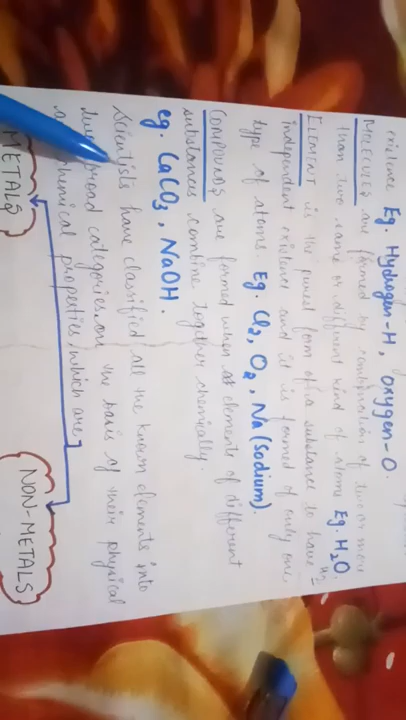 existence Eg. Hydrogen-H, Oxygen-O.
MOLECULES are formed by combination of two or more
than two same or different kind of atoms Eg. H2O
ELEMENT is the purest form of a substance to have
independent existence and it is formed of only one
type of atoms. Eg. Cl2, O2, Na (Sodium).
COMPOUNDS are formed when elements of different
substances combine together chemically.
eg. CaCO3, NaOH.
Scientists have classified all the known elements into
broad categories on the basis of their physical
chemical properties, which are,
METALS NON-METALS